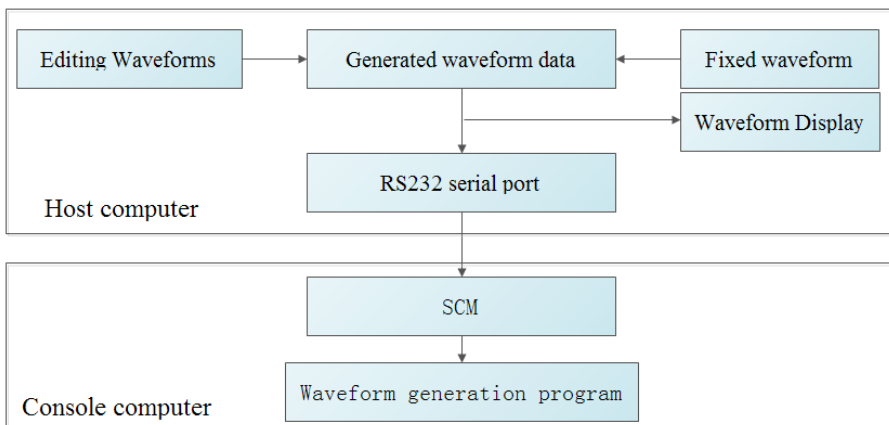 Editing Waveforms
Generated waveform data
Fixed waveform
Waveform Display
RS232 serial port
Host computer
SCM
Waveform generation program
Console computer